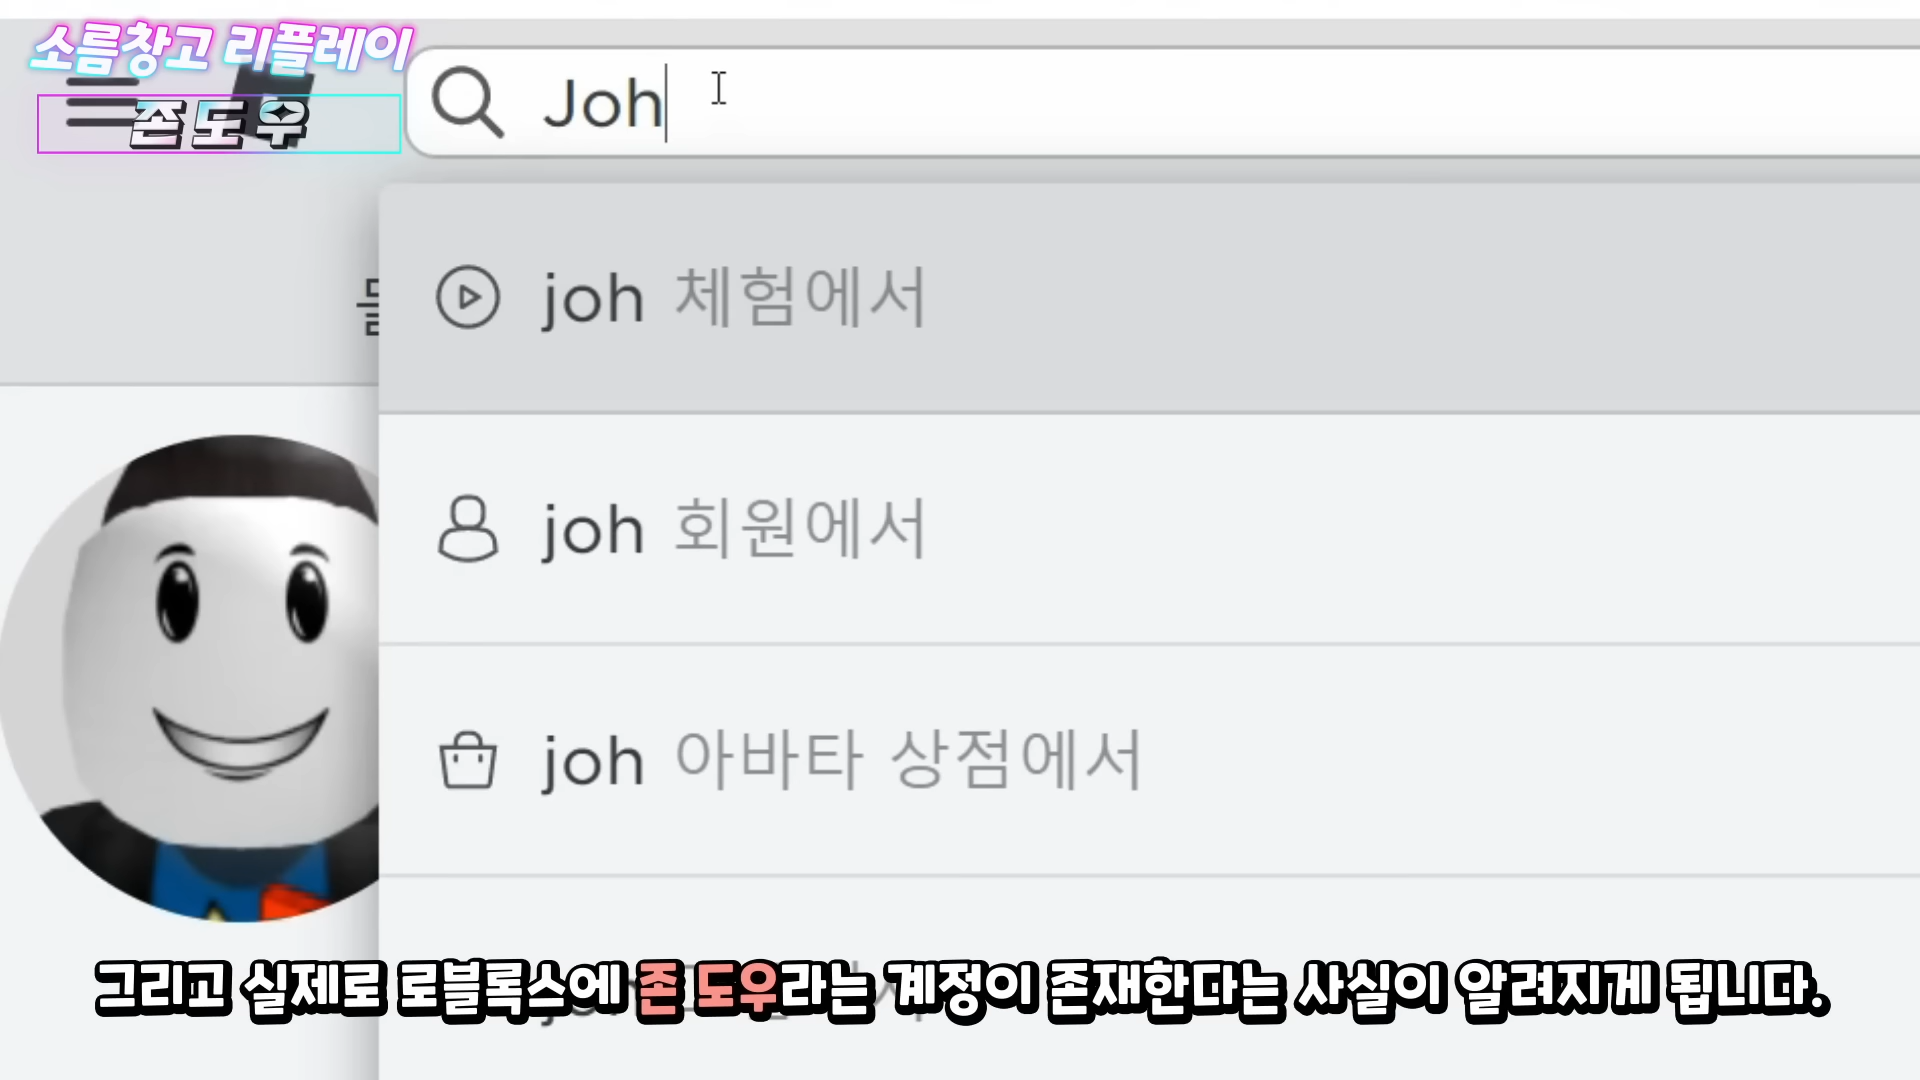 소름창고 리플레이
존도우
Joh
joh 체험에서
joh 회원에서
joh 아바타 상점에서
그리고 실제로 로블록스에 존 도우라는 계정이 존재한다는 사실이 알려지게 됩니다.